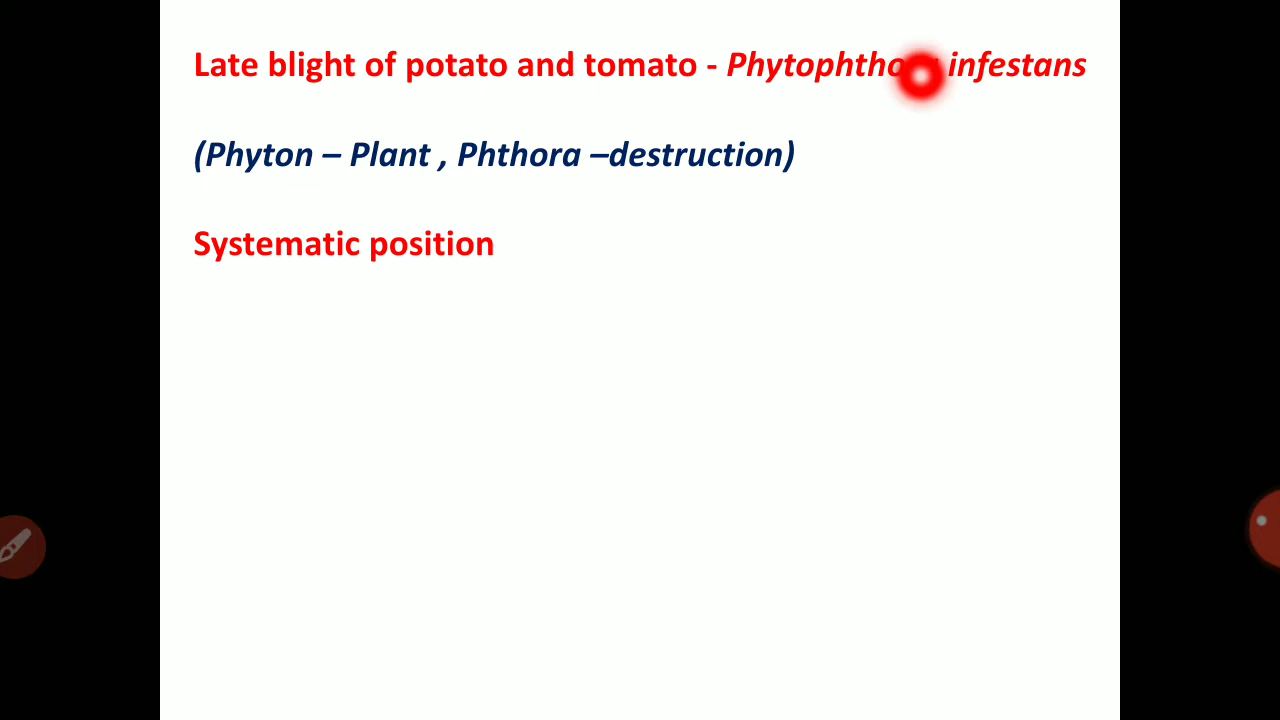 Late blight of potato and tomato - infestans
(Phyton – Plant , Phthora –destruction)
Systematic position